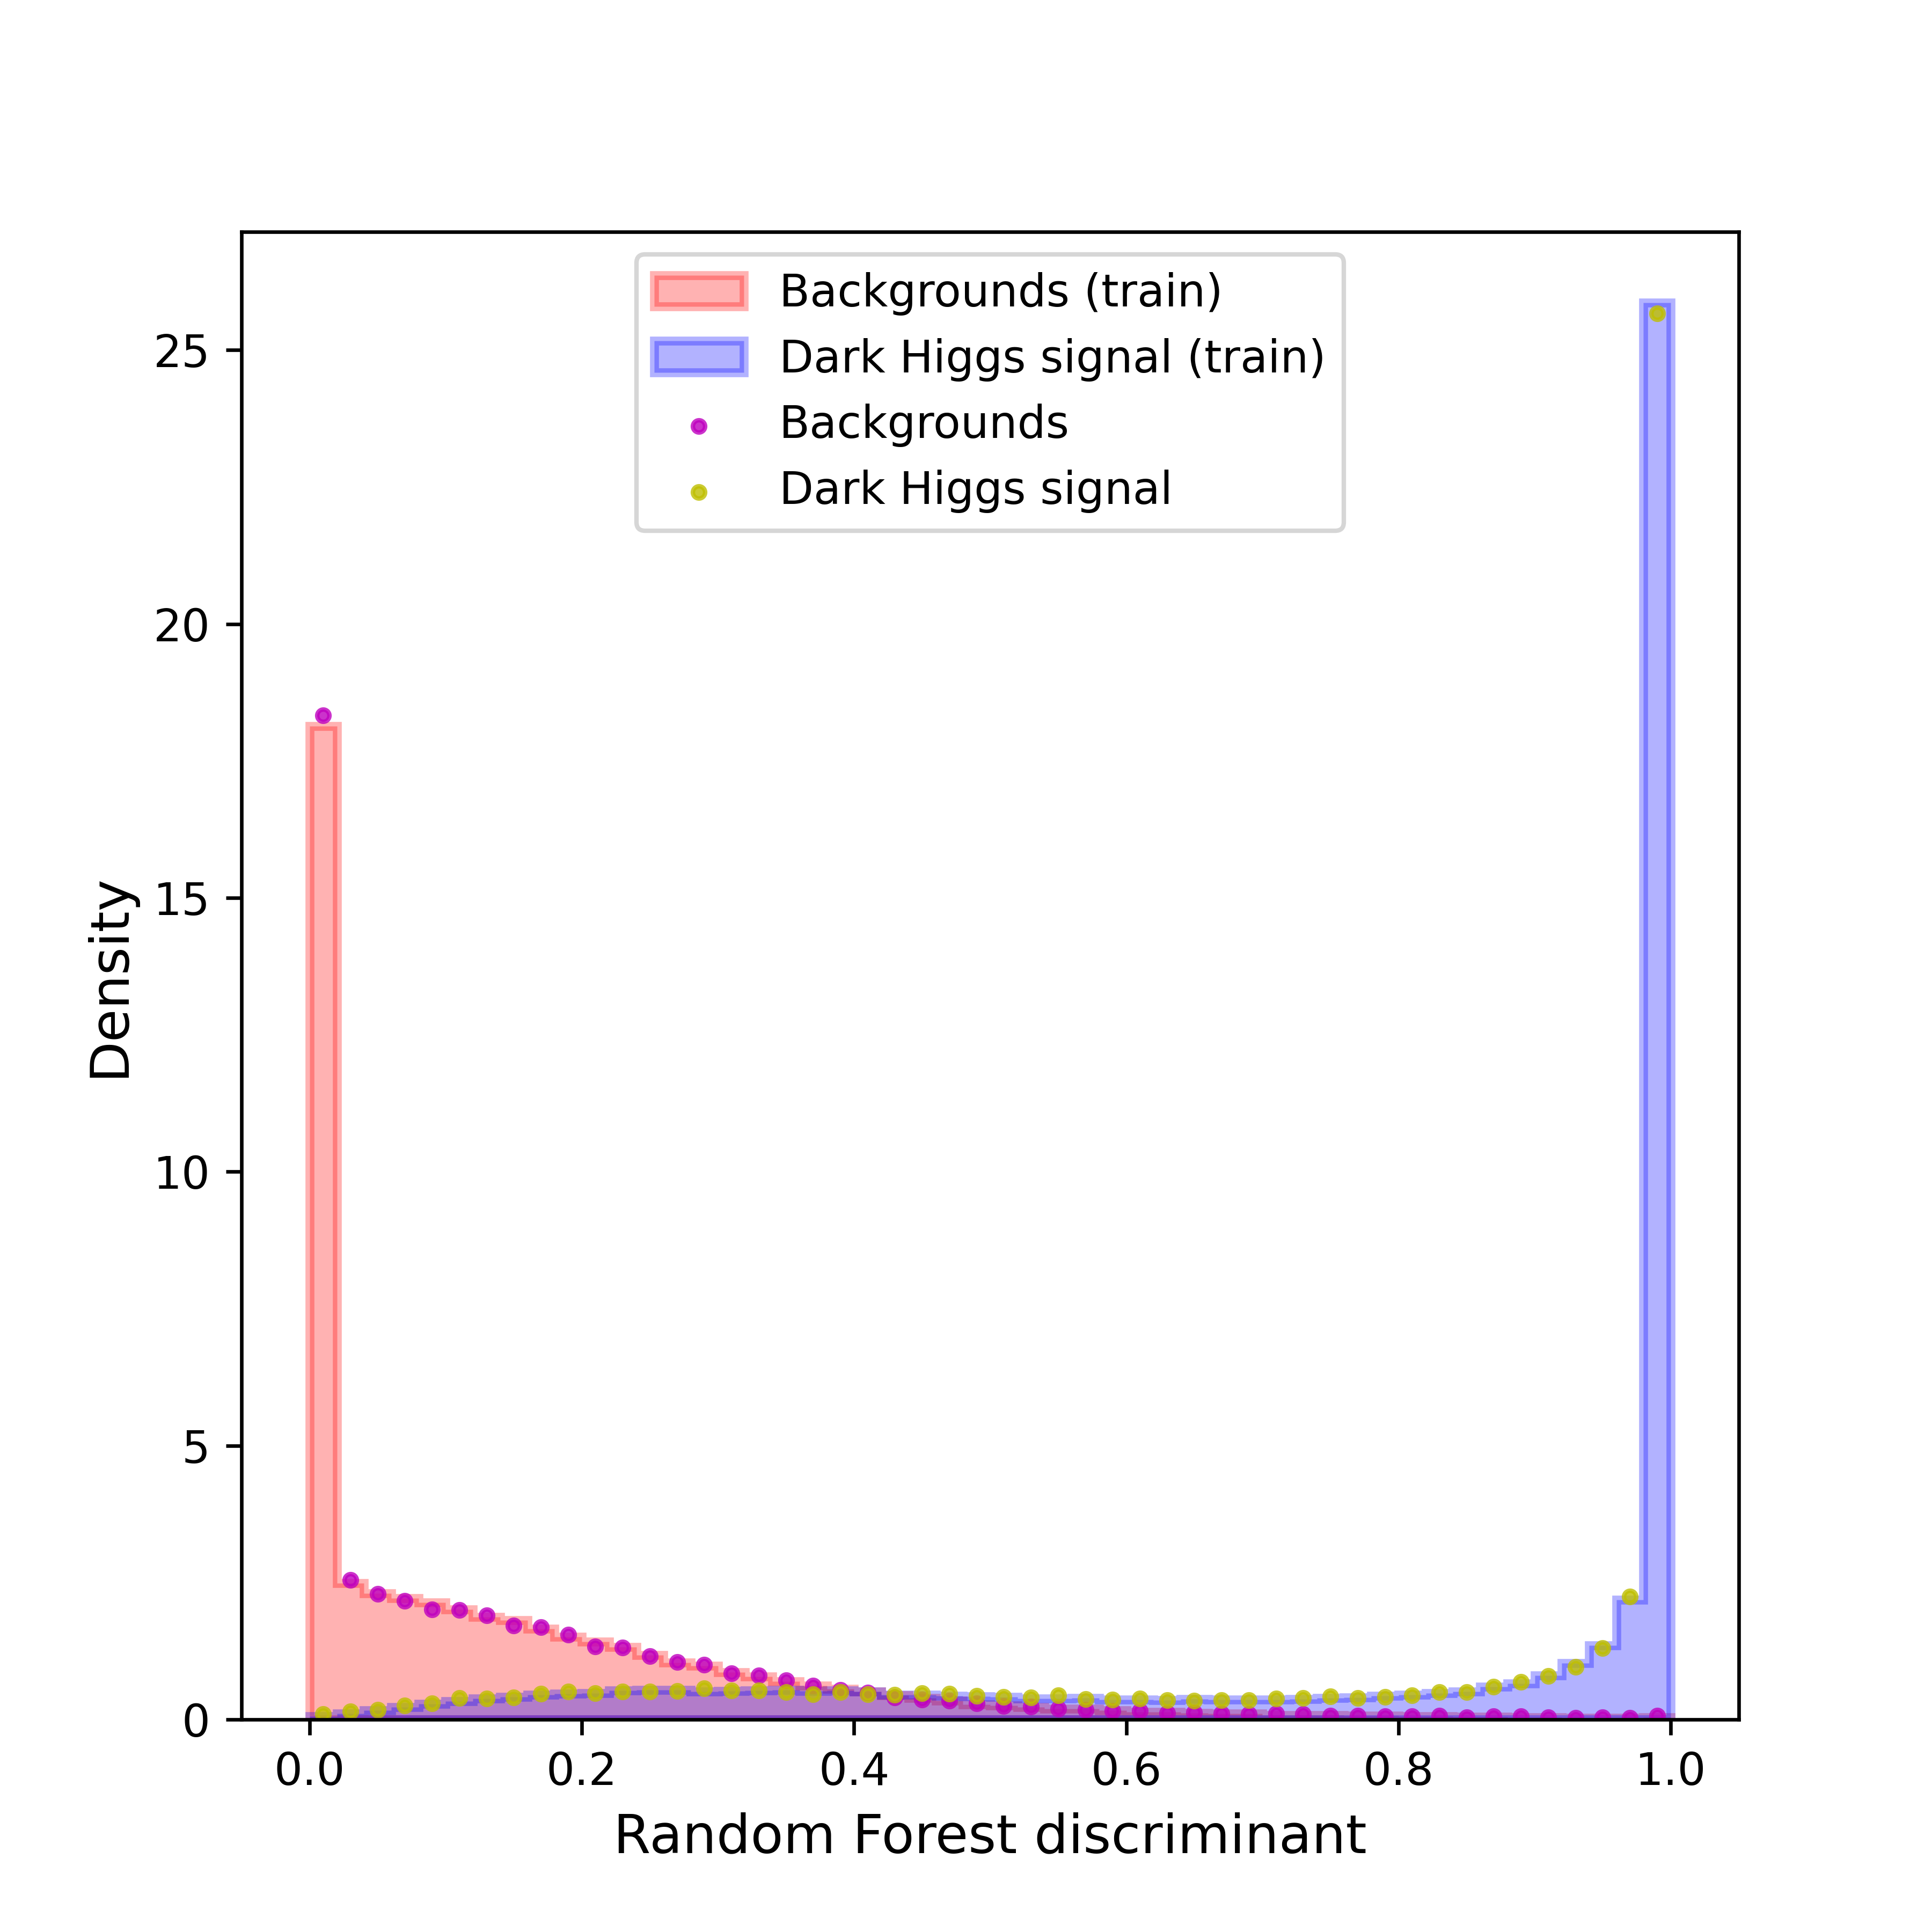 Backgrounds (train)
Dark Higgs signal (train)
Backgrounds
Dark Higgs signal
Density
25
20
15
10
5
0
0.0 0.2 0.4 0.6 0.8 1.0
Random Forest discriminant